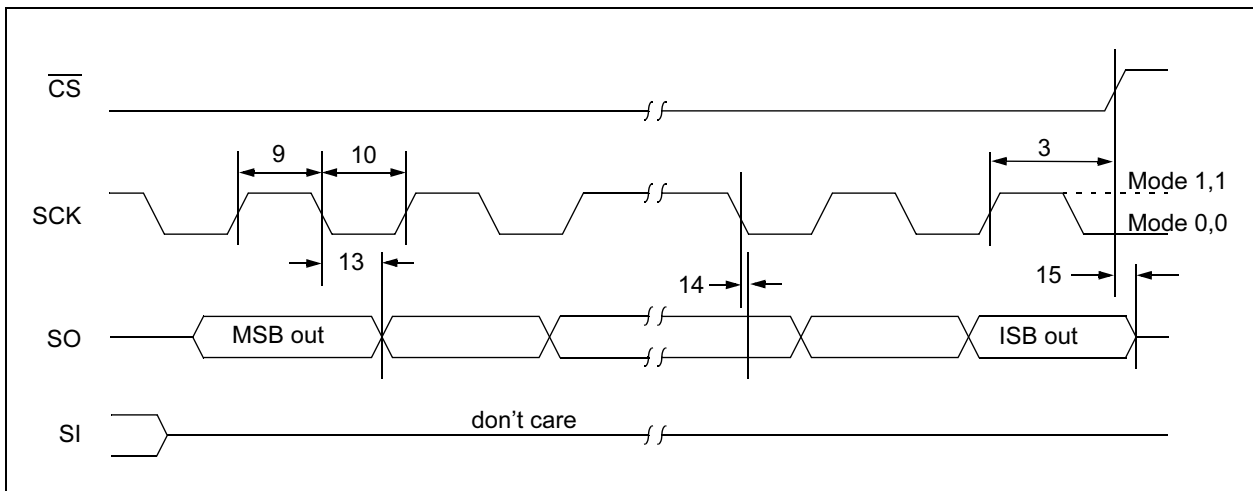 CS
9
10
3
SCK
Mode 1,1
Mode 0,0
13
14
15
SO
MSB out
ISB out
SI
don't care